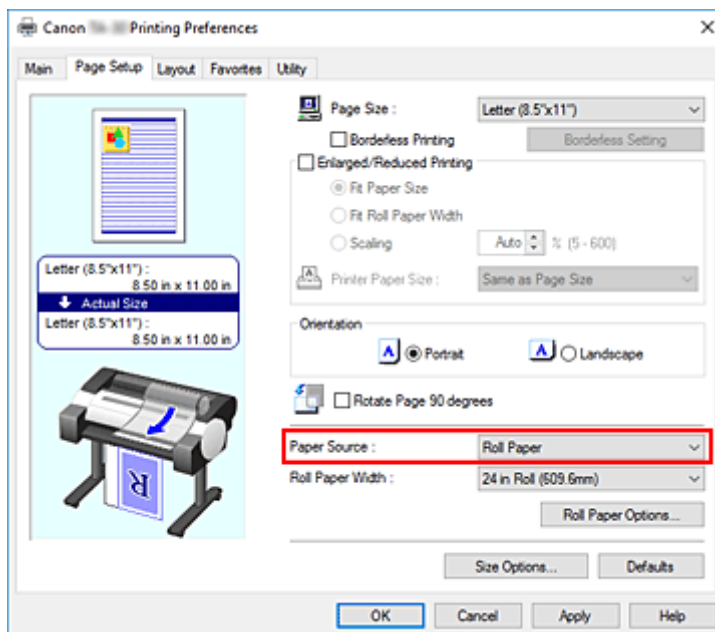 Canon Printing Preferences
Main Page Setup Layout Favorites Utility
Page Size : Letter (8.5"x11")
Borderless Printing Borderless Setting
Enlarged/Reduced Printing
Fit Paper Size
Fit Roll Paper Width
Scaling Auto % (5 - 600)
Printer Paper Size : Same as Page Size
Letter (8.5"x11") :
8.50 in x 11.00 in
Actual Size
Letter (8.5"x11") :
8.50 in x 11.00 in
Orientation
A Portrait A Landscape
Rotate Page 90 degrees
R
Paper Source : Roll Paper
Roll Paper Width : 24 in Roll (609.6mm)
Roll Paper Options...
Size Options... Defaults
OK Cancel Apply Help